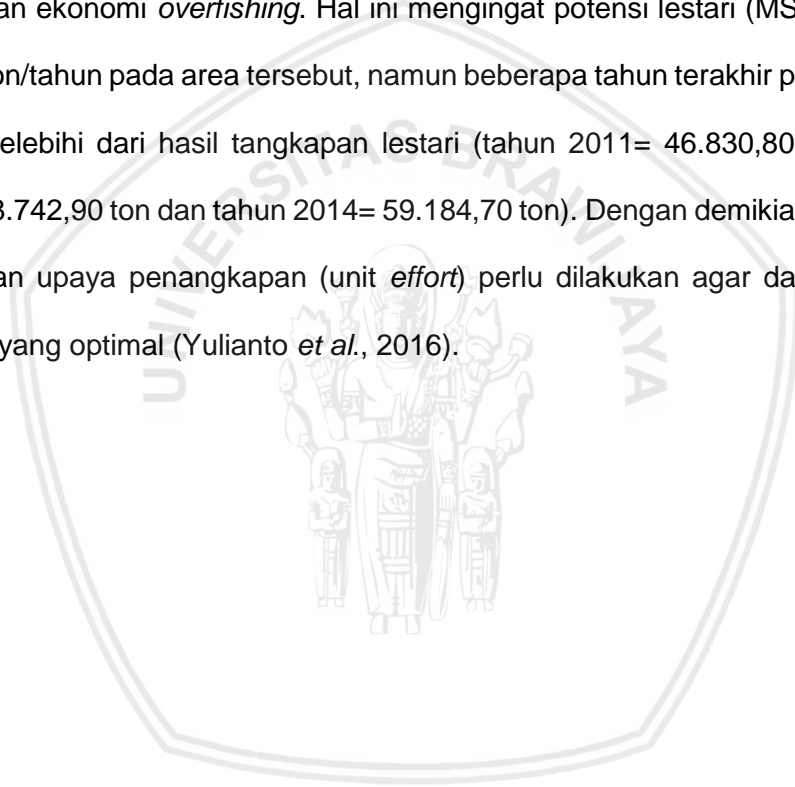 an ekonomi overfishing. Hal ini mengingat potensi lestari (MS
on/tahun pada area tersebut, namun beberapa tahun terakhir p
elebihi dari hasil tangkapan lestari (tahun 2011= 46.830,80
.742,90 ton dan tahun 2014= 59.184,70 ton). Dengan demikia
an upaya penangkapan (unit effort) perlu dilakukan agar da
yang optimal (Yulianto et al., 2016).
UNIVERSITAS BRAWIJAYA